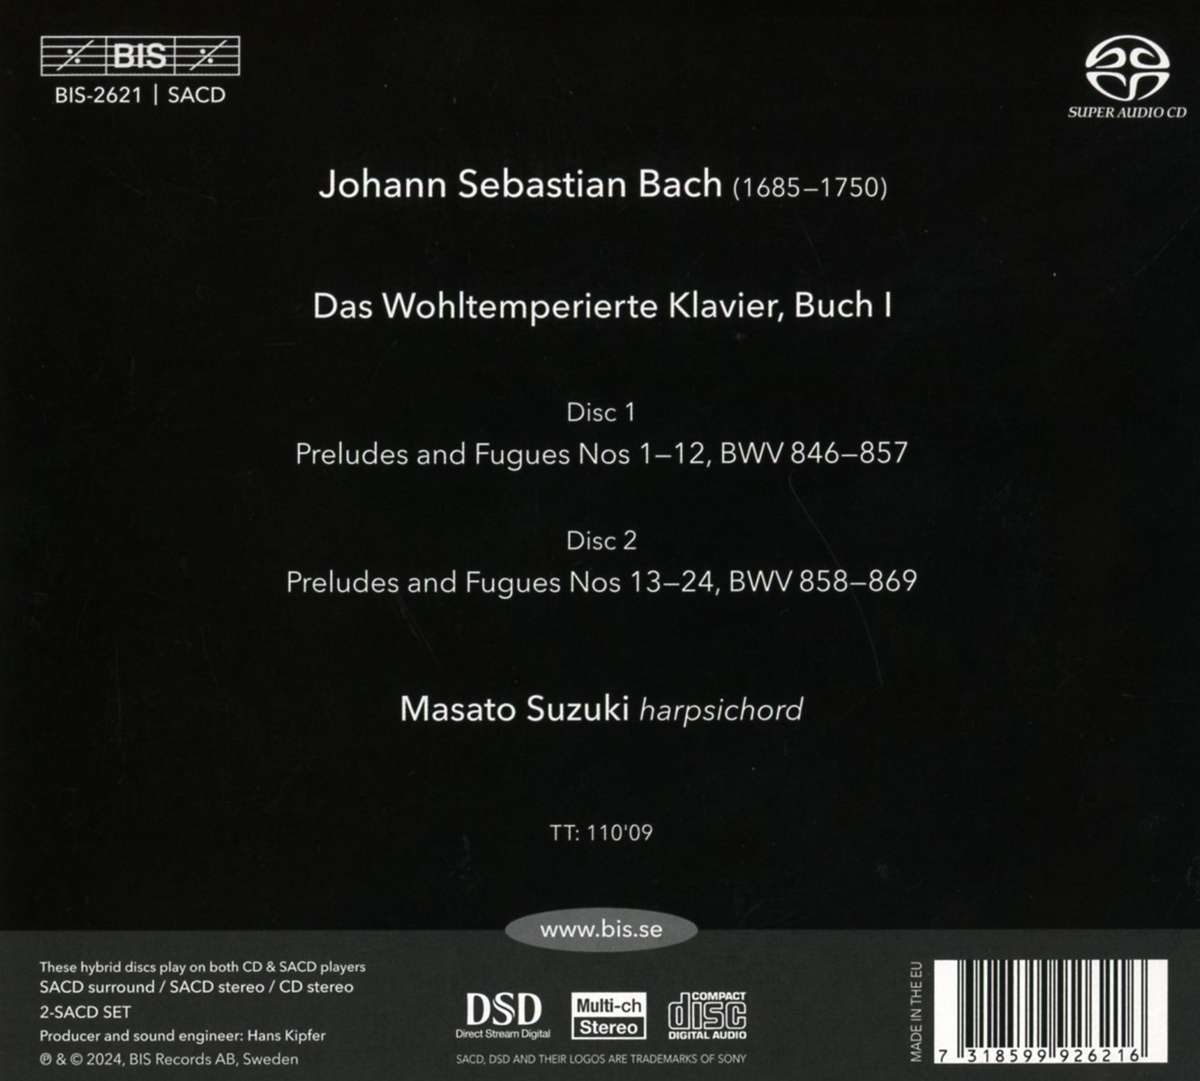 BIS
BIS-2621 | SACD
SUPER AUDIO CD
Johann Sebastian Bach (1685–1750)
Das Wohltemperierte Klavier, Buch I
Disc 1
Preludes and Fugues Nos 1–12, BWV 846–857
Disc 2
Preludes and Fugues Nos 13–24, BWV 858–869
Masato Suzuki harpsichord
TT: 110'09
www.bis.se
These hybrid discs play on both CD & SACD players
SACD surround / SACD stereo / CD stereo
2-SACD SET
Producer and sound engineer: Hans Kipfer
℗ & © 2024, BIS Records AB, Sweden
DSD
Direct Stream Digital
Multi-ch
Stereo
COMPACT
disc
DIGITAL AUDIO
SACD, DSD AND THEIR LOGOS ARE TRADEMARKS OF SONY
MADE IN THE EU
7 318599 926216